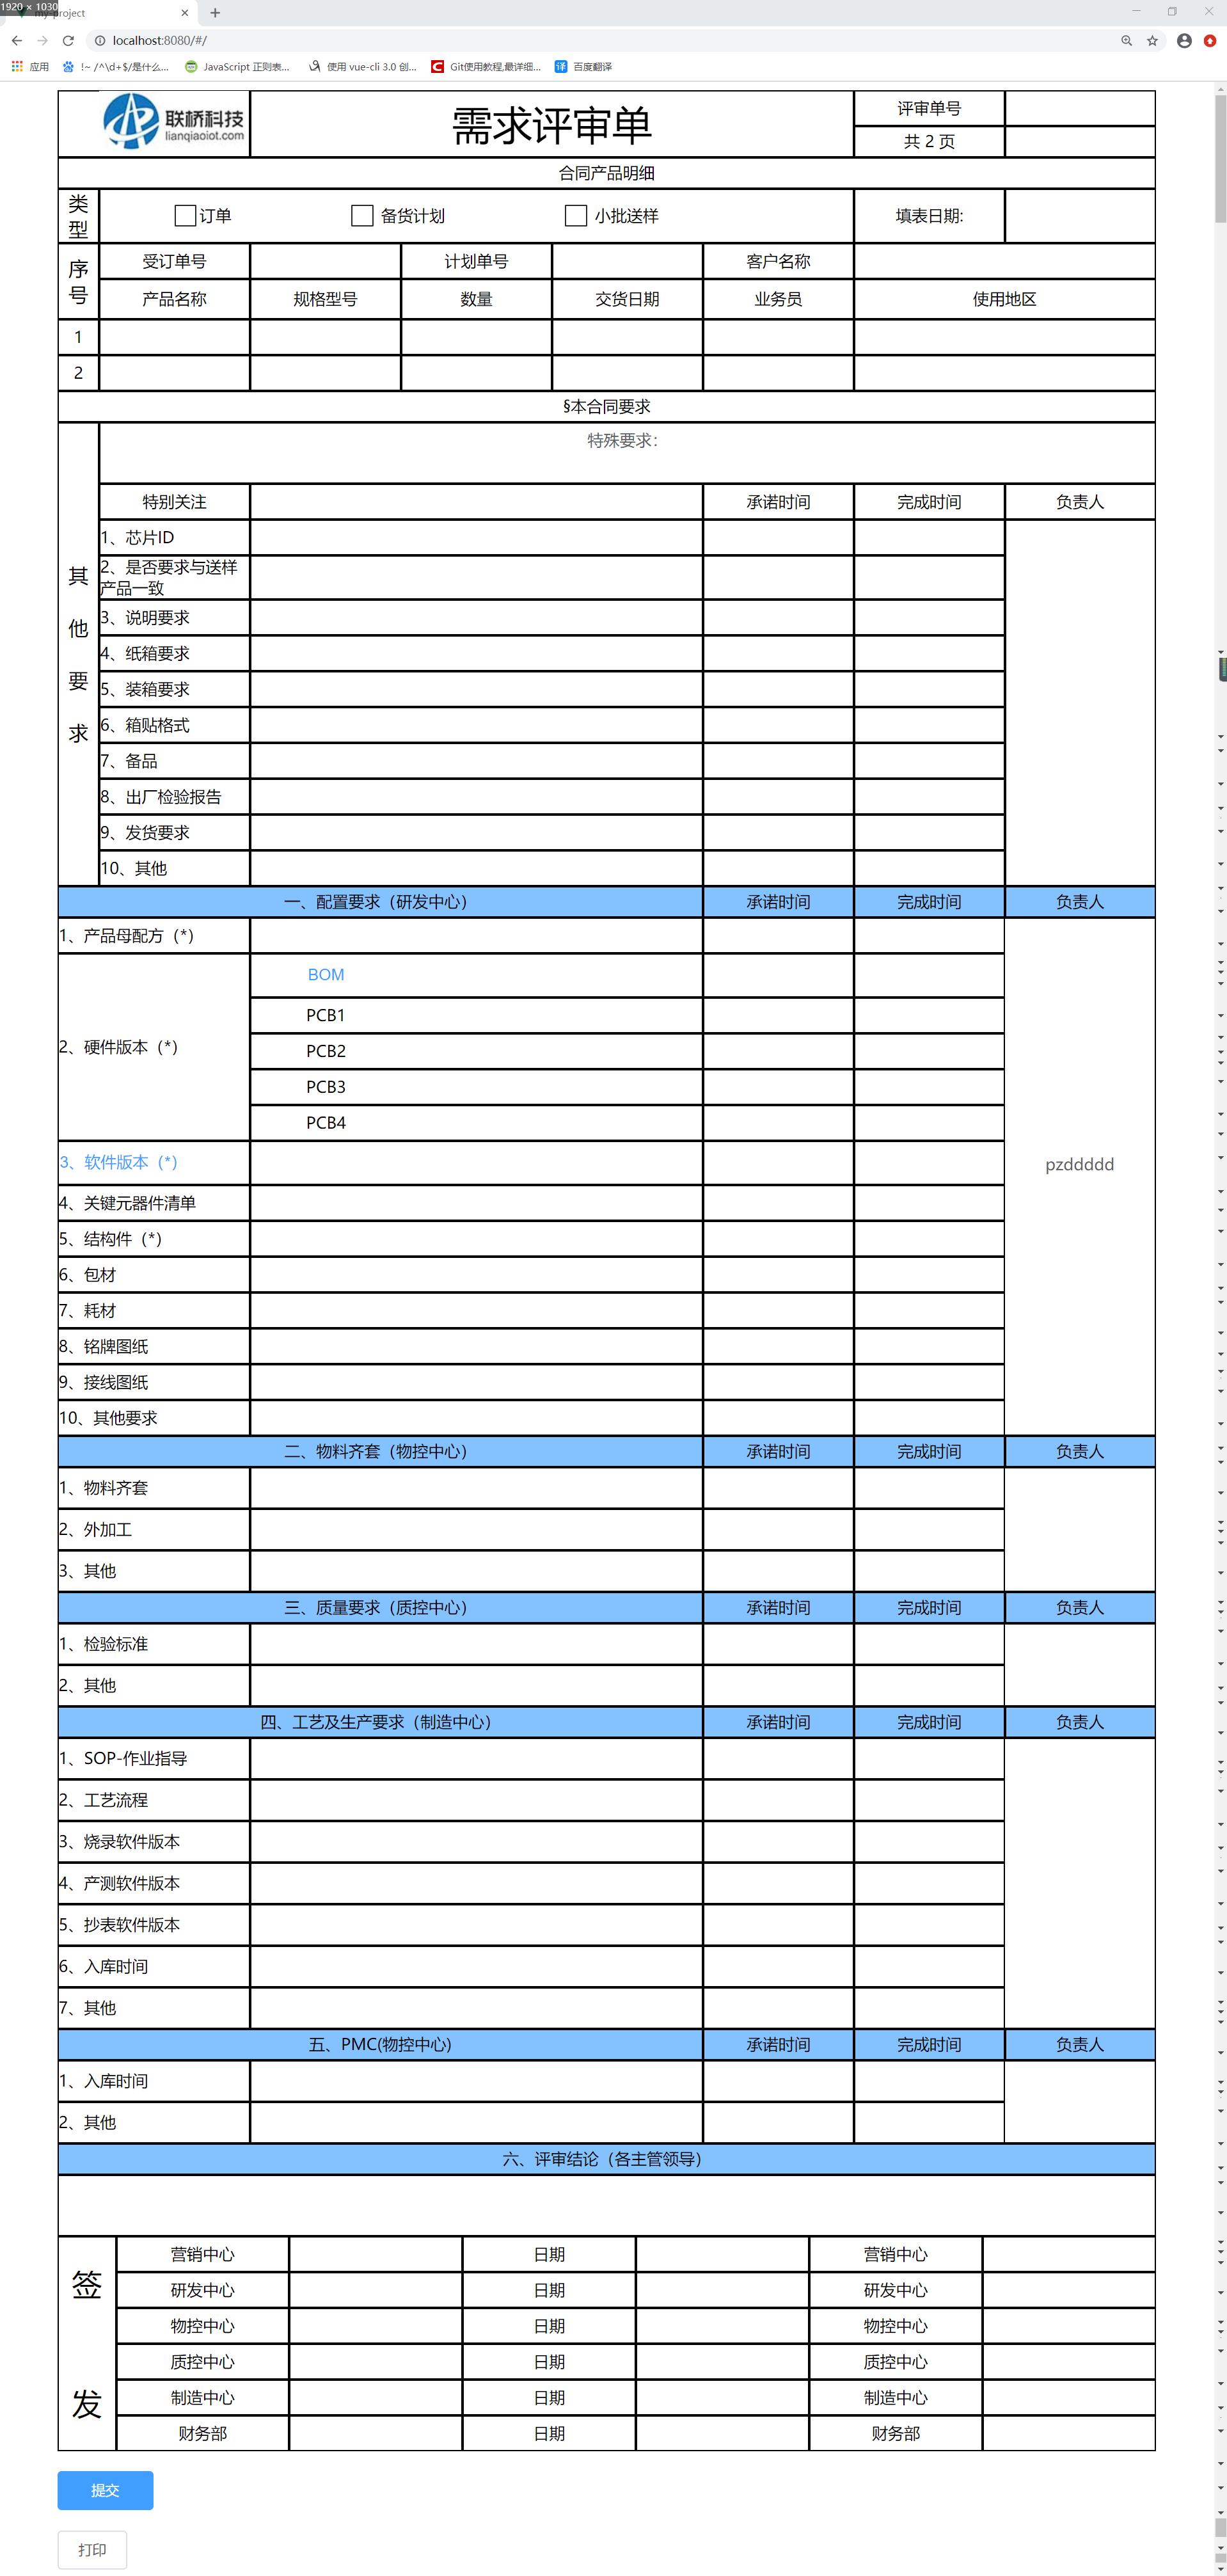 1920 × 1030
my-project
localhost:8080/#/
应用
!~ /^\d+$/是什么...
JavaScript 正则表...
使用 vue-cli 3.0 创...
Git使用教程,最详细...
译 百度翻译
联桥科技
lianqiaoiot.com
需求评审单
评审单号
共 2 页
合同产品明细
类型
订单
备货计划
小批送样
填表日期:
序号
受订单号
计划单号
客户名称
产品名称
规格型号
数量
交货日期
业务员
使用地区
1
2
§本合同要求
其他要求
特殊要求：
特别关注
承诺时间
完成时间
负责人
1、芯片ID
2、是否要求与送样
产品一致
3、说明要求
4、纸箱要求
5、装箱要求
6、箱贴格式
7、备品
8、出厂检验报告
9、发货要求
10、其他
一、配置要求（研发中心）
承诺时间
完成时间
负责人
1、产品母配方（*）
2、硬件版本（*）
BOM
PCB1
PCB2
PCB3
PCB4
pzddddd
3、软件版本（*）
4、关键元器件清单
5、结构件（*）
6、包材
7、耗材
8、铭牌图纸
9、接线图纸
10、其他要求
二、物料齐套（物控中心）
承诺时间
完成时间
负责人
1、物料齐套
2、外加工
3、其他
三、质量要求（质控中心）
承诺时间
完成时间
负责人
1、检验标准
2、其他
四、工艺及生产要求（制造中心）
承诺时间
完成时间
负责人
1、SOP-作业指导
2、工艺流程
3、烧录软件版本
4、产测软件版本
5、抄表软件版本
6、入库时间
7、其他
五、PMC(物控中心)
承诺时间
完成时间
负责人
1、入库时间
2、其他
六、评审结论（各主管领导）
签发
营销中心
日期
营销中心
研发中心
日期
研发中心
物控中心
日期
物控中心
质控中心
日期
质控中心
制造中心
日期
制造中心
财务部
日期
财务部
提交
打印